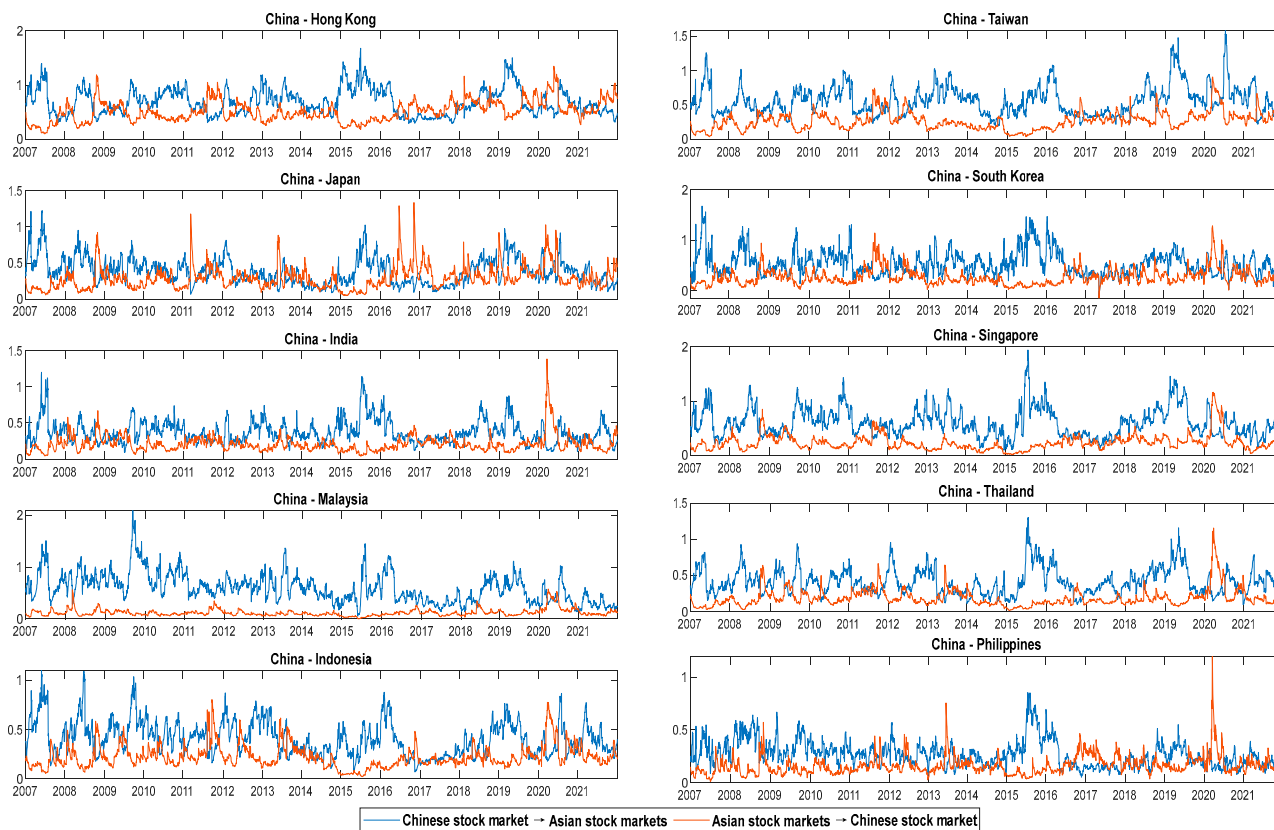 China - Hong Kong
2
1
0
2007 2008 2009 2010 2011 2012 2013 2014 2015 2016 2017 2018 2019 2020 2021
China - Taiwan
1.5
1
0.5
0
2007 2008 2009 2010 2011 2012 2013 2014 2015 2016 2017 2018 2019 2020 2021
China - Japan
1.5
1
0.5
0
2007 2008 2009 2010 2011 2012 2013 2014 2015 2016 2017 2018 2019 2020 2021
China - South Korea
2
1
0
2007 2008 2009 2010 2011 2012 2013 2014 2015 2016 2017 2018 2019 2020 2021
China - India
1.5
1
0.5
0
2007 2008 2009 2010 2011 2012 2013 2014 2015 2016 2017 2018 2019 2020 2021
China - Singapore
2
1
0
2007 2008 2009 2010 2011 2012 2013 2014 2015 2016 2017 2018 2019 2020 2021
China - Malaysia
2
1
0
2007 2008 2009 2010 2011 2012 2013 2014 2015 2016 2017 2018 2019 2020 2021
China - Thailand
1.5
1
0.5
0
2007 2008 2009 2010 2011 2012 2013 2014 2015 2016 2017 2018 2019 2020 2021
China - Indonesia
1
0.5
0
2007 2008 2009 2010 2011 2012 2013 2014 2015 2016 2017 2018 2019 2020 2021
China - Philippines
1
0.5
0
2007 2008 2009 2010 2011 2012 2013 2014 2015 2016 2017 2018 2019 2020 2021
Chinese stock market → Asian stock markets Asian stock markets → Chinese stock market